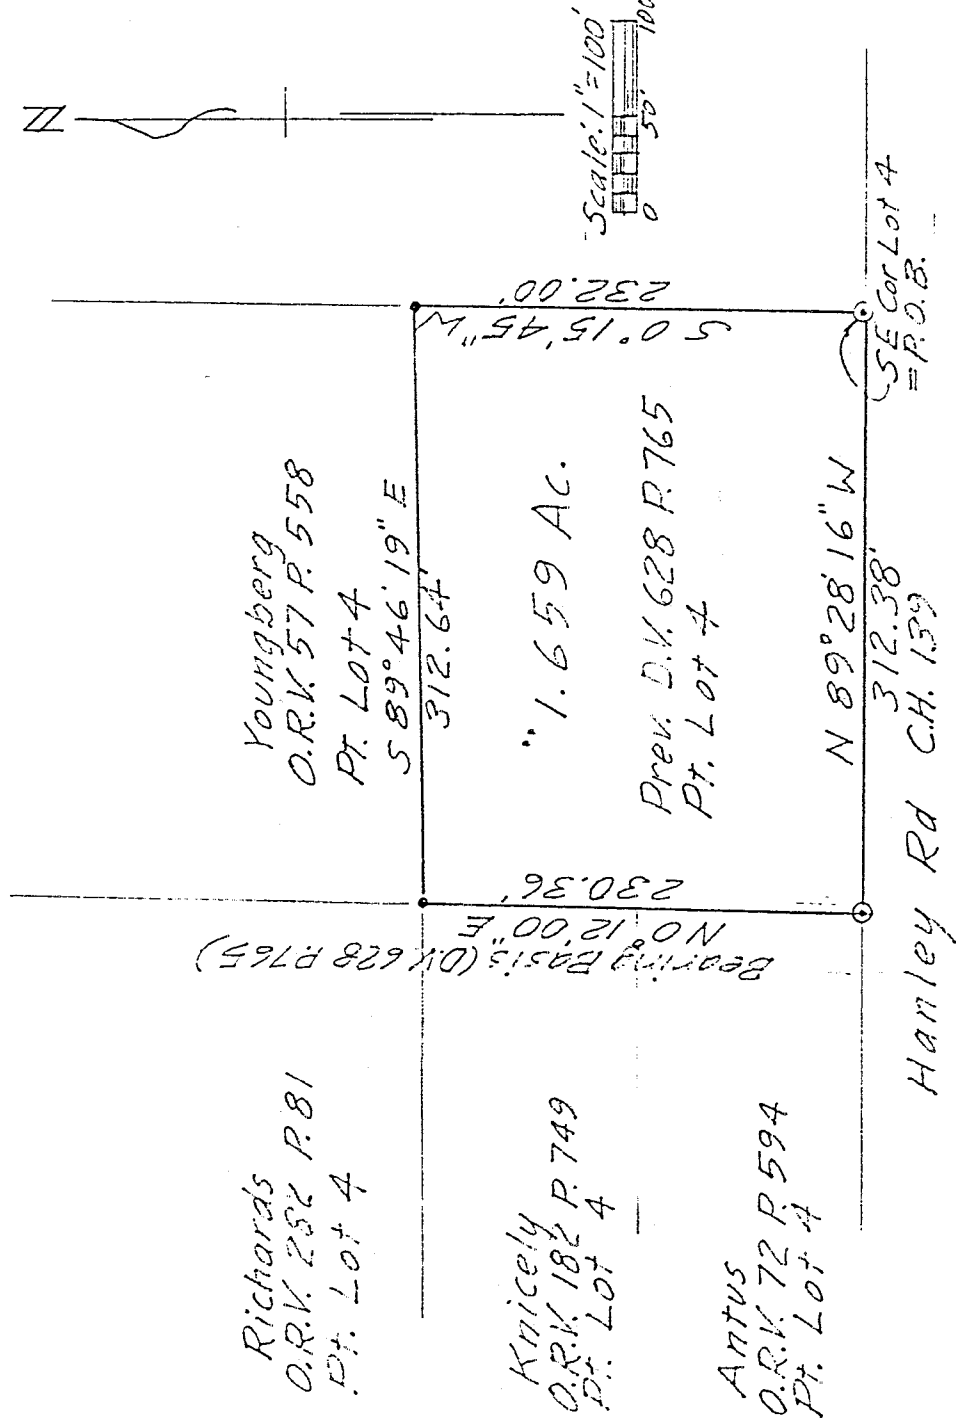 N
Scale: 1"=100'
0 50' 100
Youngberg
O.R.V. 57 P. 558
Pt. Lot 4
S 89° 46' 19" E
312.64'
S 0° 15' 45" W
232.00'
1.659 Ac.
Prev. D.V. 628 P. 765
Pt. Lot 4
Bearing Basis (DV 628 P765)
N 0° 12' 00" E
230.36'
N 89° 28' 16" W
312.38'
SE Cor Lot 4
= P.O.B.
Hanley Rd C.H. 139
Richards
O.R.V. P. 81
Pt. Lot 4
Knicely
O.R.V. 182 P. 749
Pt. Lot 4
Antus
O.R.V. 72 P. 594
Pt. Lot 4